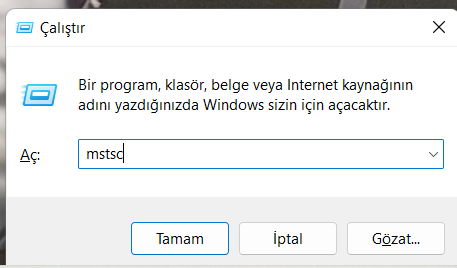 Çalıştır
Bir program, klasör, belge veya Internet kaynağının
adını yazdığınızda Windows sizin için açacaktır.
Aç: mstsc
Tamam İptal Gözat...